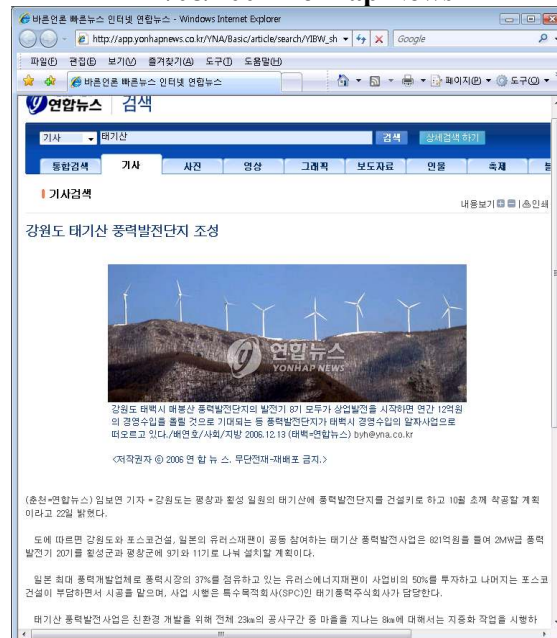 바른언론 빠른뉴스 인터넷 연합뉴스 - Windows Internet Explorer
http://app.yonhapnews.co.kr/YNA/Basic/article/search/YIBW_sh
Google
파일(F) 편집(E) 보기(V) 즐겨찾기(A) 도구(T) 도움말(H)
바른언론 빠른뉴스 인터넷 연합뉴스
페이지(P) 도구(O)
연합뉴스 검색
기사 태기산 검색 상세검색 하기
통합검색 기사 사진 영상 그래픽 보도자료 인물 축제
기사검색
내용보기 인쇄
강원도 태기산 풍력발전단지 조성
연합뉴스
YONHAP NEWS
강원도 태백시 매봉산 풍력발전단지의 발전기 8기 모두가 상업발전을 시작하면 연간 12억원
의 경영수입을 올릴 것으로 기대되는 등 풍력발전단지가 태백시 경영수입의 알짜사업으로
떠오르고 있다./배연호/사회/지방 2006.12.13 (태백=연합뉴스) byh@yna.co.kr
<저작권자 ⓒ 2006 연 합 뉴 스. 무단전재-재배포 금지.>
(춘천=연합뉴스) 임보연 기자 = 강원도는 평창과 횡성 일원의 태기산에 풍력발전단지를 건설키로 하고 10월 초께 착공할 계획
이라고 22일 밝혔다.
도에 따르면 강원도와 포스코건설, 일본의 유러스재팬이 공동 참여하는 태기산 풍력발전사업은 821억원을 들여 2MW급 풍력
발전기 20기를 횡성군과 평창군에 9기와 11기로 나눠 설치할 계획이다.
일본 최대 풍력개발업체로 풍력시장의 37%를 점유하고 있는 유러스에너지재팬이 사업비의 50%를 투자하고 나머지는 포스코
건설이 부담하면서 시공을 맡으며, 사업 시행은 특수목적회사(SPC)인 태기풍력주식회사가 담당한다.
태기산 풍력발전사업은 친환경 개발을 위해 전체 23㎞의 공사구간 중 마을을 지나는 8㎞에 대해서는 지중화 작업을 시행하